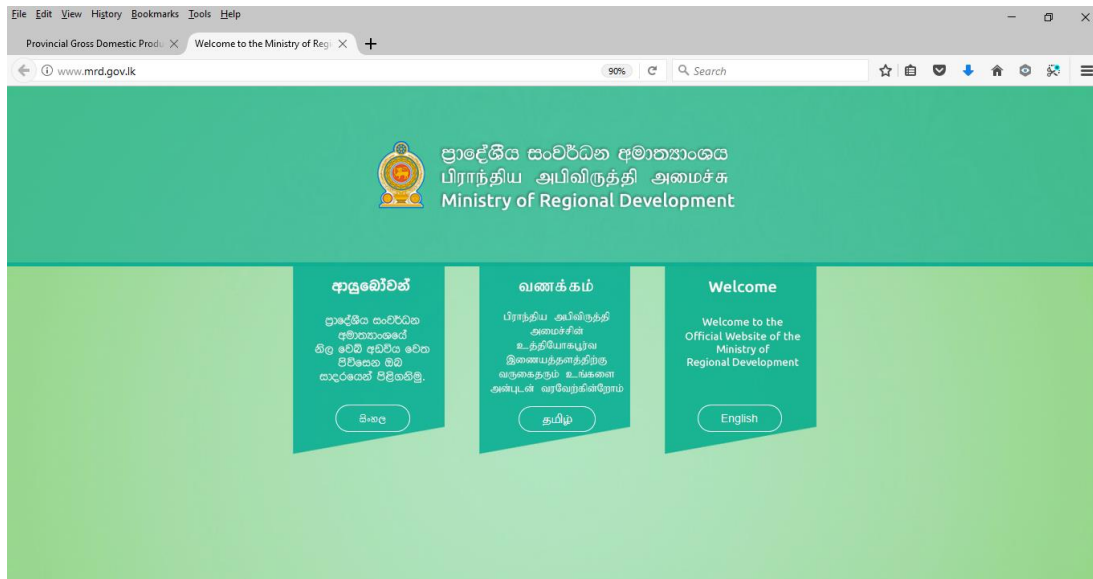 File Edit View History Bookmarks Tools Help
Provincial Gross Domestic Produ
Welcome to the Ministry of Regi
www.mrd.gov.lk
90%
Search
ප්‍රාදේශීය සංවර්ධන අමාත්‍යාංශය
பிராந்திய அபிவிருத்தி அமைச்சு
Ministry of Regional Development
ආයුබෝවන්
ප්‍රාදේශීය සංවර්ධන
අමාත්‍යාංශයේ
නිල වෙබ් අඩවිය වෙත
පිවිසෙන ඔබ
සාදරයෙන් පිළිගනිමු.
සිංහල
வணக்கம்
பிராந்திய அபிவிருத்தி
அமைச்சின்
உத்தியோகபூர்வ
இணையத்தளத்திற்கு
வருகைதரும் உங்களை
அன்புடன் வரவேற்கின்றோம்
தமிழ்
Welcome
Welcome to the
Official Website of the
Ministry of
Regional Development
English